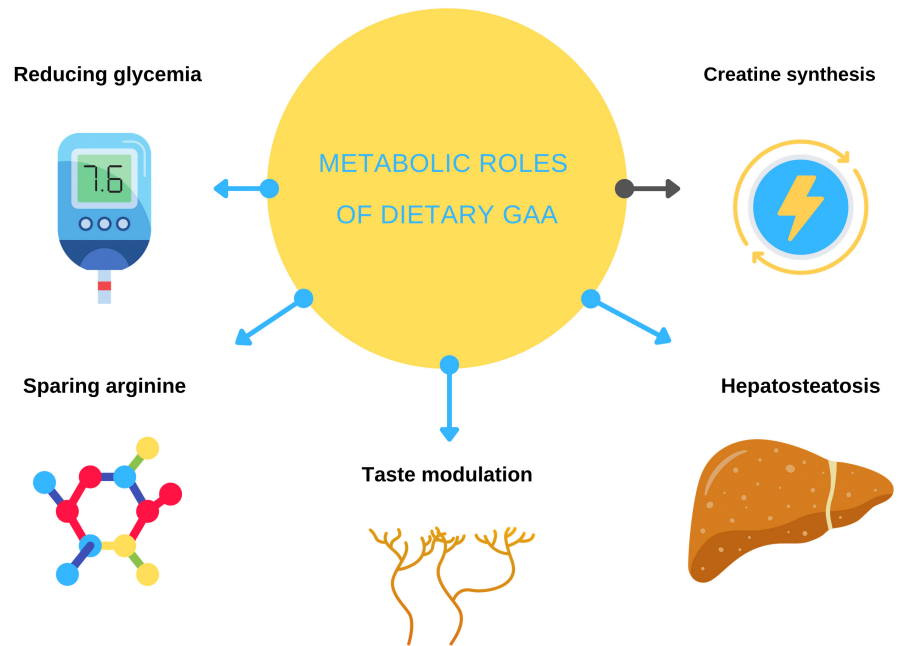 Reducing glycemia
Creatine synthesis
7.6
METABOLIC ROLES
OF DIETARY GAA
Sparing arginine
Hepatosteatosis
Taste modulation